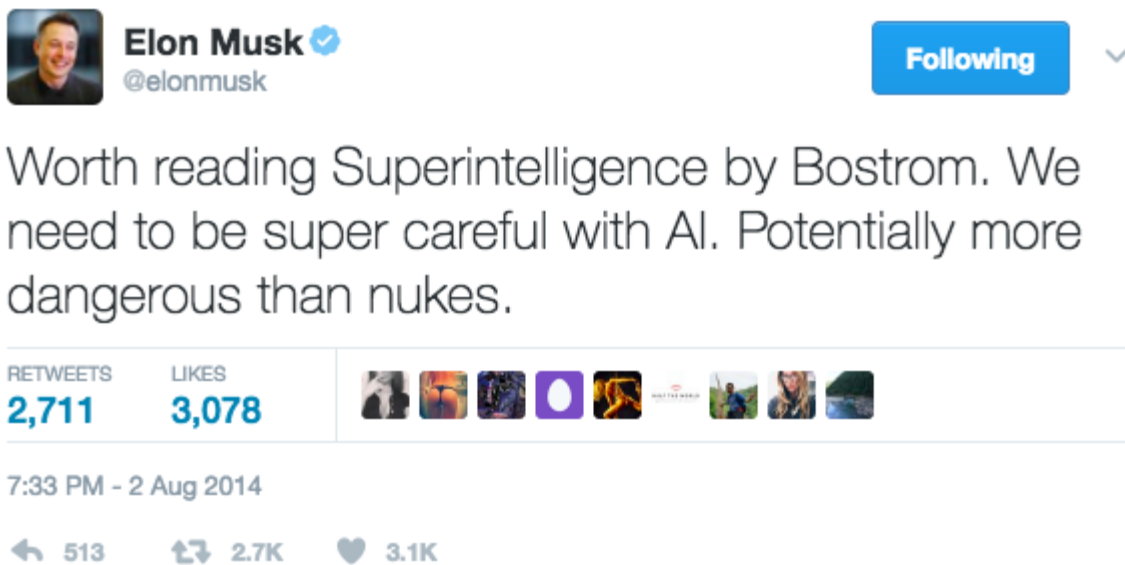 Elon Musk
@elonmusk
Following
Worth reading Superintelligence by Bostrom. We
need to be super careful with AI. Potentially more
dangerous than nukes.
RETWEETS LIKES
2,711 3,078
7:33 PM - 2 Aug 2014
513 2.7K 3.1K